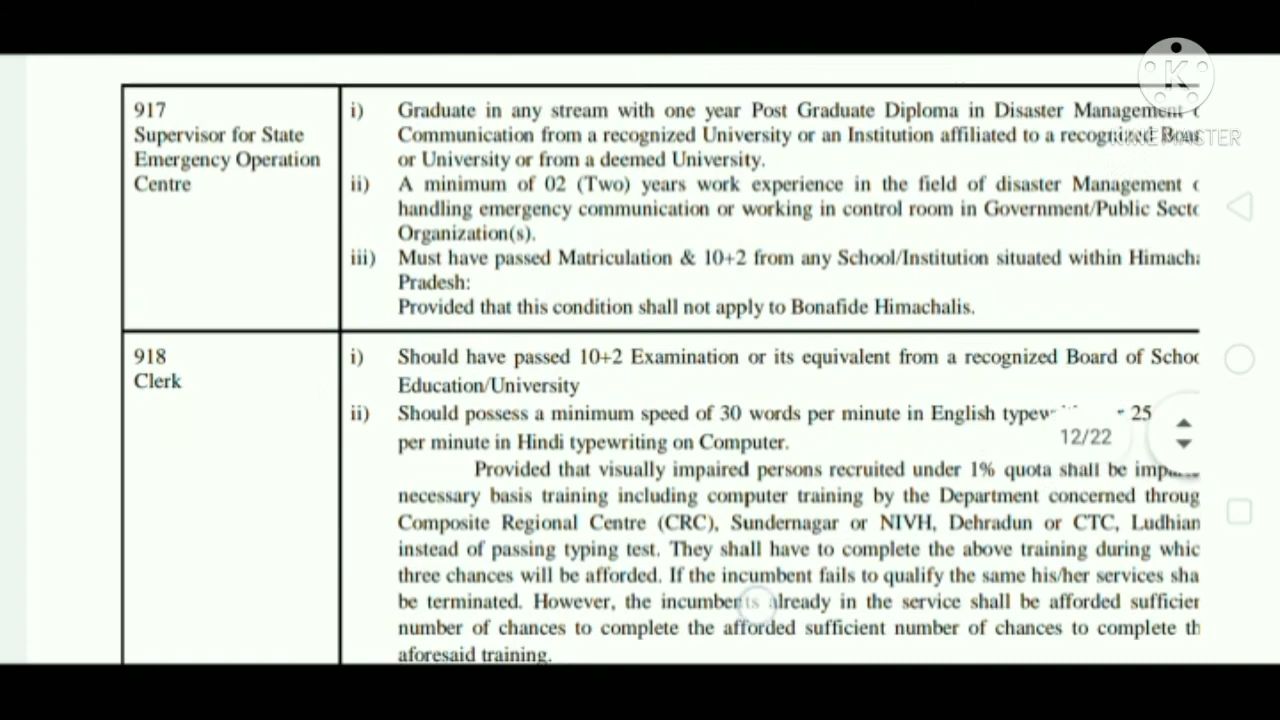 917
Supervisor for State
Emergency Operation
Centre
i) Graduate in any stream with one year Post Graduate Diploma in Disaster Management
Communication from a recognized University or an Institution affiliated to a recognized
or University or from a deemed University.
ii) A minimum of 02 (Two) years work experience in the field of disaster Management
handling emergency communication or working in control room in Government/Public
Organization(s).
iii) Must have passed Matriculation & 10+2 from any School/Institution situated within
Pradesh:
Provided that this condition shall not apply to Bonafide Himachalis.
918
Clerk
i) Should have passed 10+2 Examination or its equivalent from a recognized Board of
Education/University
ii) Should possess a minimum speed of 30 words per minute in English 25
per minute in Hindi typewriting on Computer.
Provided that visually impaired persons recruited under 1% quota shall be
necessary basis training including computer training by the Department concerned
Composite Regional Centre (CRC), Sundernagar or NIVH, Dehradun or CTC,
instead of passing typing test. They shall have to complete the above training during
three chances will be afforded. If the incumbent fails to qualify the same his/her services
be terminated. However, the incumbents already in the service shall be afforded
number of chances to complete the afforded sufficient number of chances to complete
aforesaid training.
12/22
K
KINEMASTER